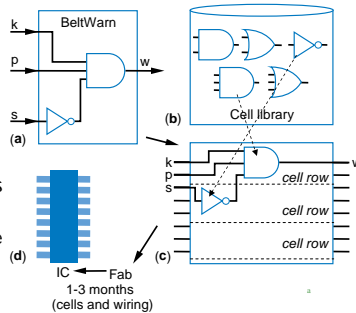 BeltWarn
k
p
s
w
(a)
(b)
Cell library
k
p
s
w
cell row
cell row
cell row
(c)
s
e
(d)
IC
Fab
1-3 months
(cells and wiring)
a